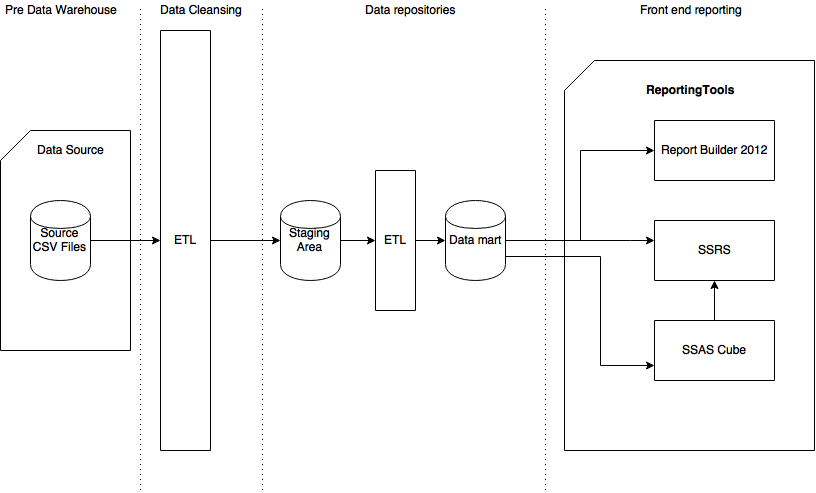 Pre Data Warehouse
Data Cleansing
Data repositories
Front end reporting
Data Source
Source
CSV Files
ETL
Staging
Area
ETL
Data mart
ReportingTools
Report Builder 2012
SSRS
SSAS Cube